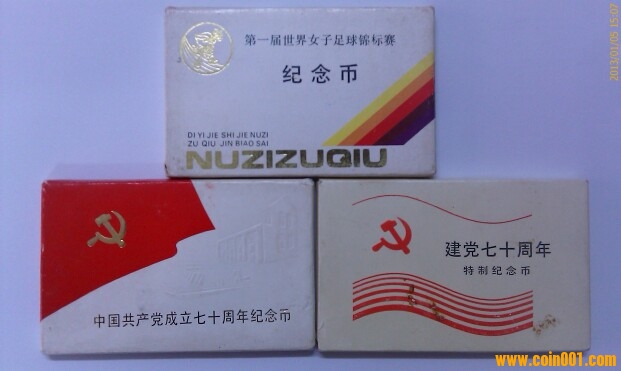 第一届世界女子足球锦标赛
纪念币
DI YI JIE SHI JIE NUZI
ZU QIU JIN BIAO SAI
NUZIZUQIU
中国共产党成立七十周年纪念币
建党七十周年
特制纪念币
2013/01/05 15:07
www.coin001.com